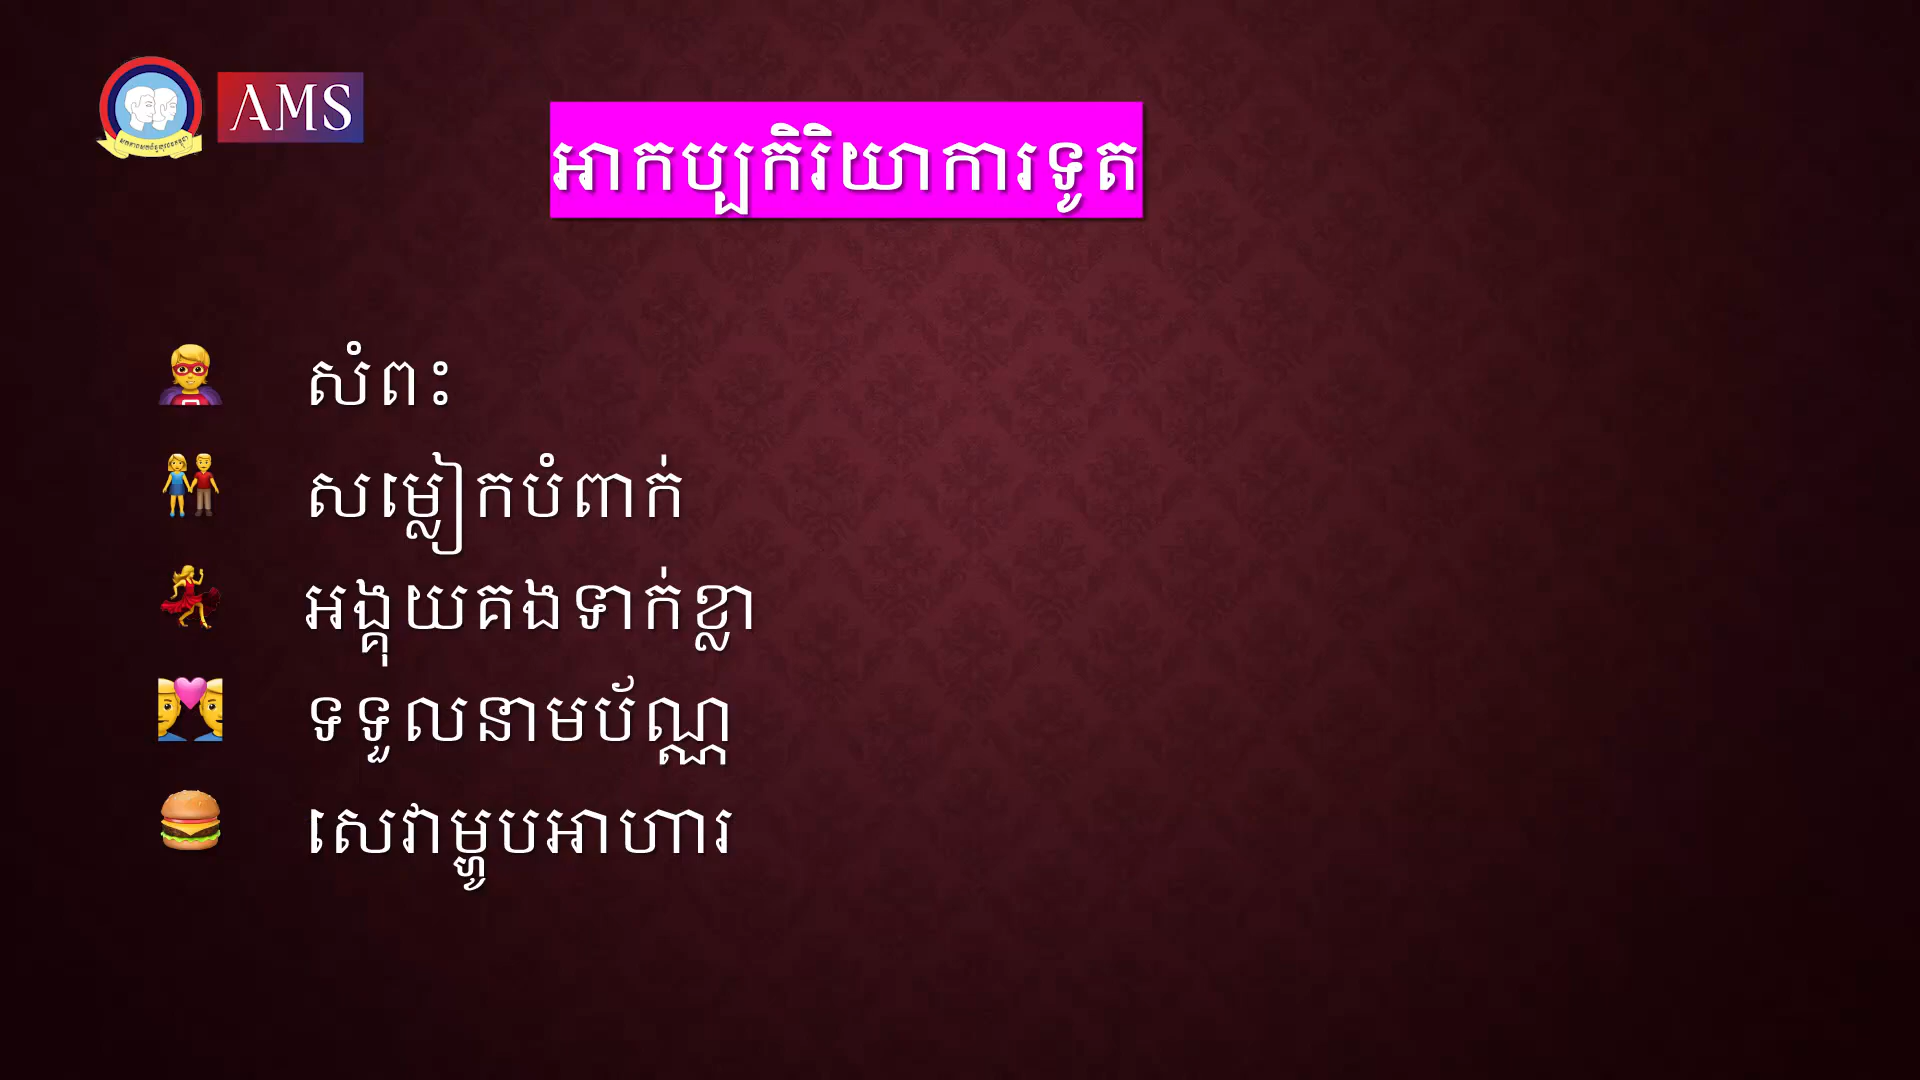 AMS
អាកប្បកិរិយាការទូត
សំពះ
សម្លៀកបំពាក់
អង្គុយគងទាក់ខ្លា
ទទួលនាមប័ណ្ណ
សេវាម្ហូបអាហារ